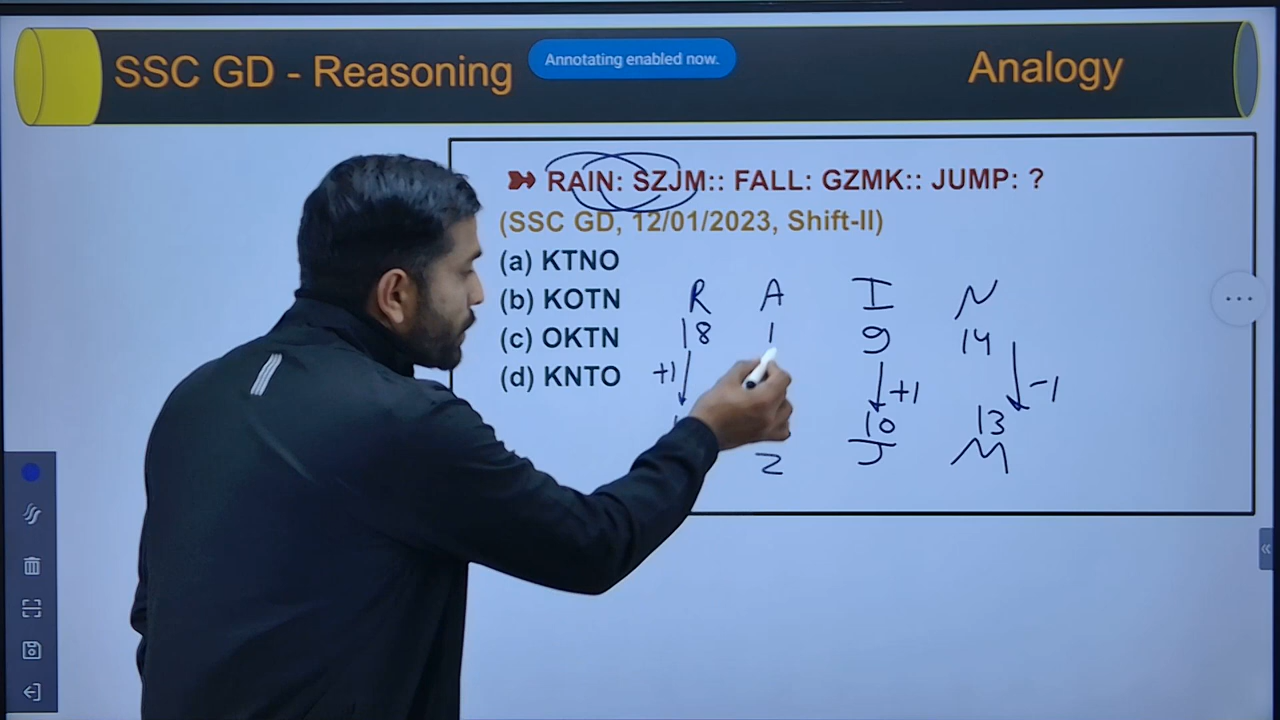 SSC GD - Reasoning
Annotating enabled now.
Analogy
RAIN: SZJM:: FALL: GZMK:: JUMP: ?
(SSC GD, 12/01/2023, Shift-II)
(a) KTNO
(b) KOTN
(c) OKTN
(d) KNTO
R A I N
18 1 9 14
+1 +1 -1
10 13
Z J M